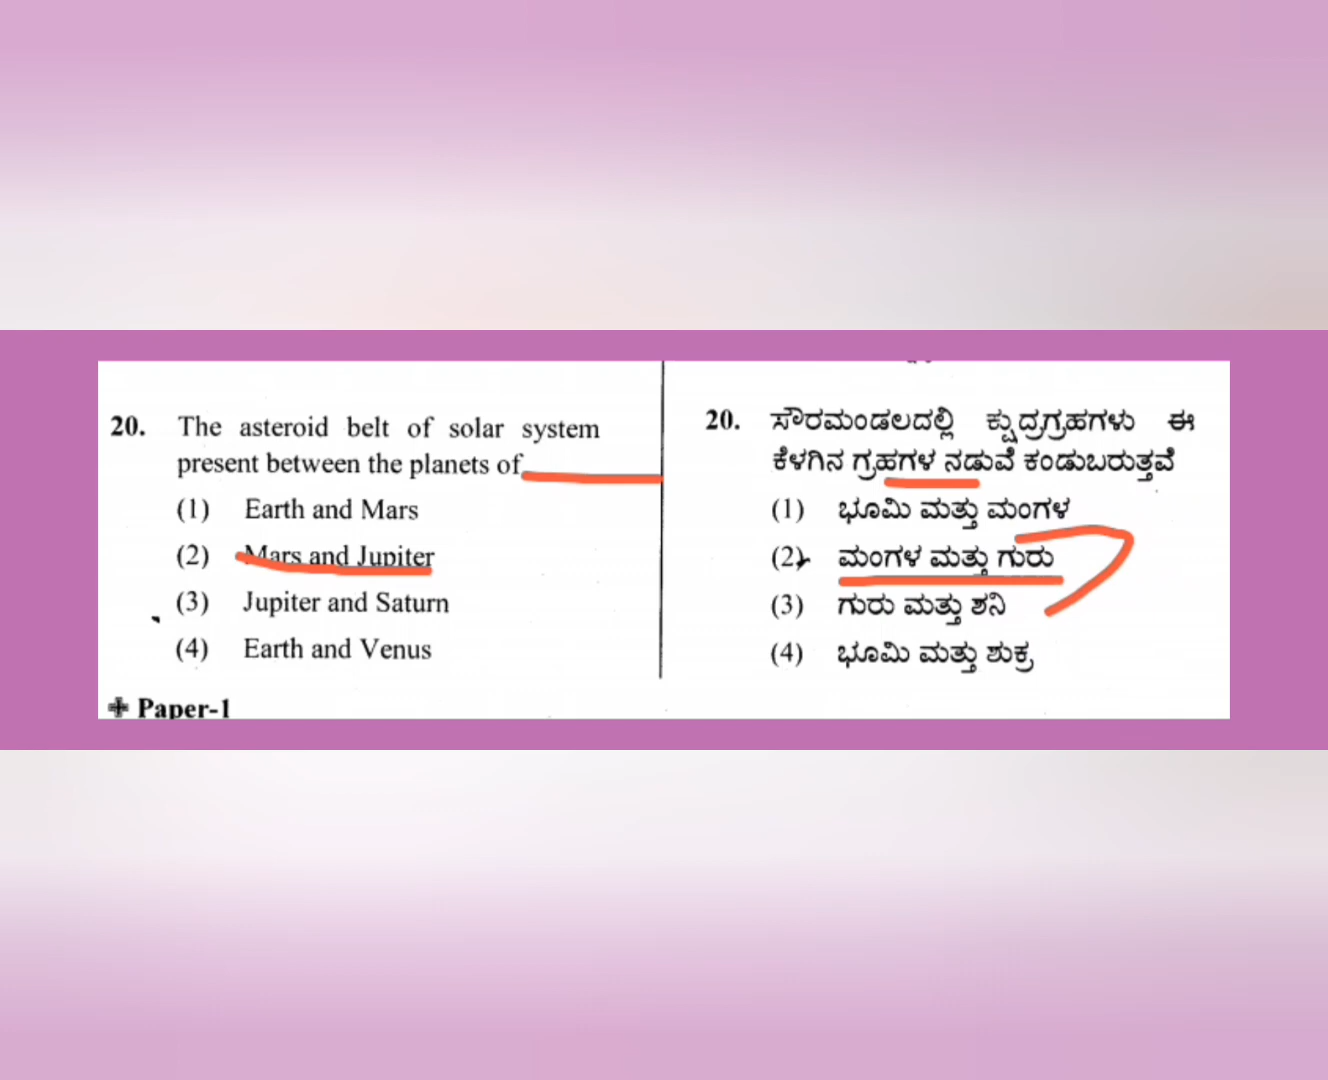 20. The asteroid belt of solar system
present between the planets of
(1) Earth and Mars
(2) Mars and Jupiter
(3) Jupiter and Saturn
(4) Earth and Venus
Paper-1
20. ಸೌರಮಂಡಲದಲ್ಲಿ ಕ್ಷುದ್ರಗ್ರಹಗಳು ಈ
ಕೆಳಗಿನ ಗ್ರಹಗಳ ನಡುವೆ ಕಂಡುಬರುತ್ತವೆ
(1) ಭೂಮಿ ಮತ್ತು ಮಂಗಳ
(2) ಮಂಗಳ ಮತ್ತು ಗುರು
(3) ಗುರು ಮತ್ತು ಶನಿ
(4) ಭೂಮಿ ಮತ್ತು ಶುಕ್ರ